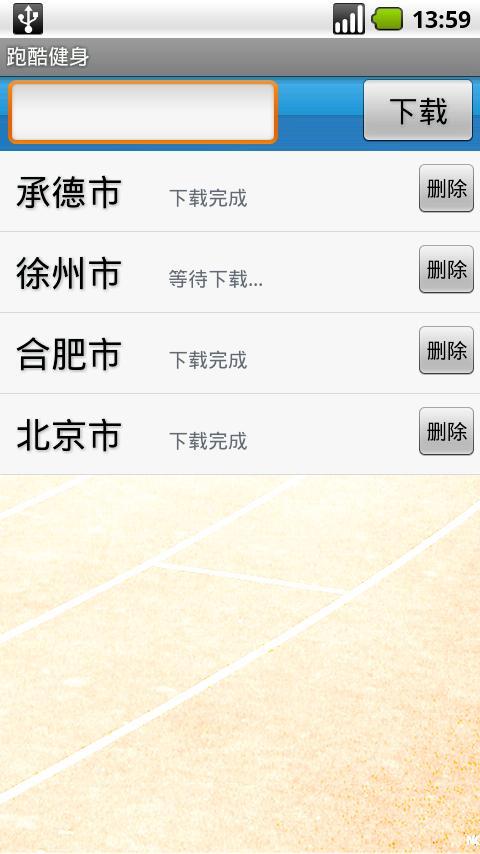 13:59
跑酷健身
下载
承德市 下载完成 删除
徐州市 等待下载... 删除
合肥市 下载完成 删除
北京市 下载完成 删除